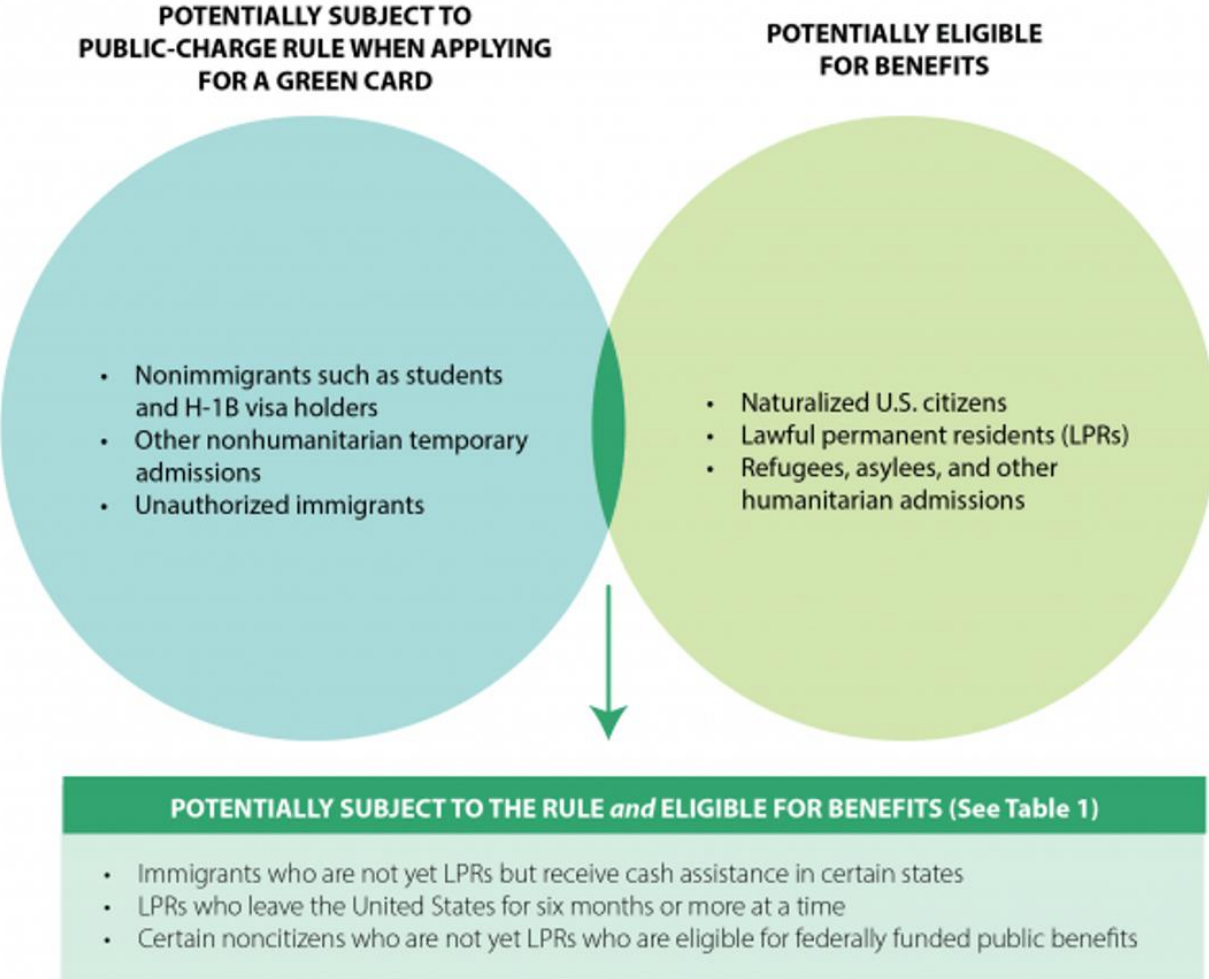 POTENTIALLY SUBJECT TO
PUBLIC-CHARGE RULE WHEN APPLYING
FOR A GREEN CARD
POTENTIALLY ELIGIBLE
FOR BENEFITS
• Nonimmigrants such as students
and H-1B visa holders
• Other nonhumanitarian temporary
admissions
• Unauthorized immigrants
• Naturalized U.S. citizens
• Lawful permanent residents (LPRs)
• Refugees, asylees, and other
humanitarian admissions
POTENTIALLY SUBJECT TO THE RULE and ELIGIBLE FOR BENEFITS (See Table 1)
• Immigrants who are not yet LPRs but receive cash assistance in certain states
• LPRs who leave the United States for six months or more at a time
• Certain noncitizens who are not yet LPRs who are eligible for federally funded public benefits